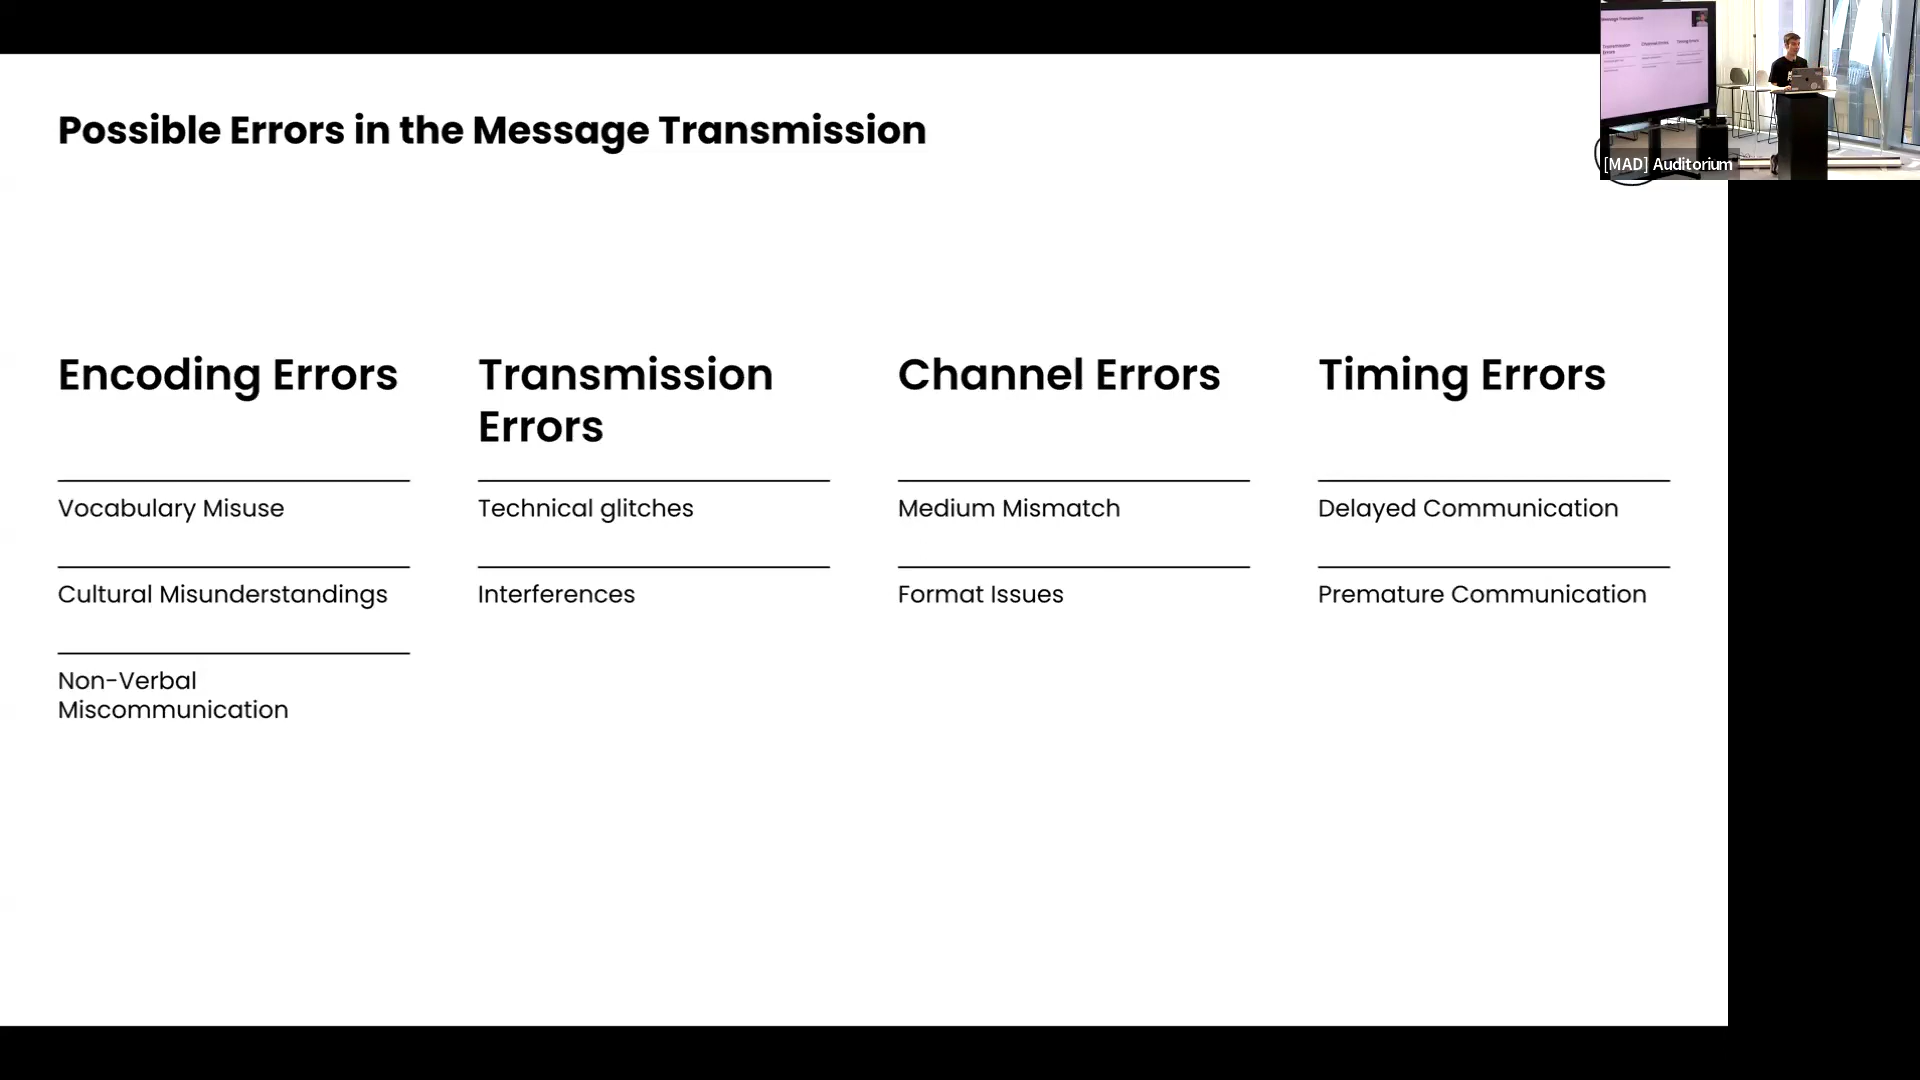 Possible Errors in the Message Transmission
[MAD] Auditorium
Encoding Errors
Vocabulary Misuse
Cultural Misunderstandings
Non-Verbal
Miscommunication
Transmission
Errors
Technical glitches
Interferences
Channel Errors
Medium Mismatch
Format Issues
Timing Errors
Delayed Communication
Premature Communication